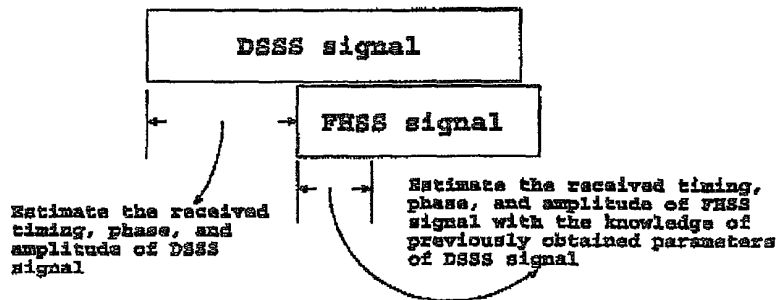 DSSS signal
FHSS signal
Estimate the received
timing, phase, and
amplitude of DSSS
signal
Estimate the received timing,
phase, and amplitude of FHSS
signal with the knowledge of
previously obtained parameters
of DSSS signal